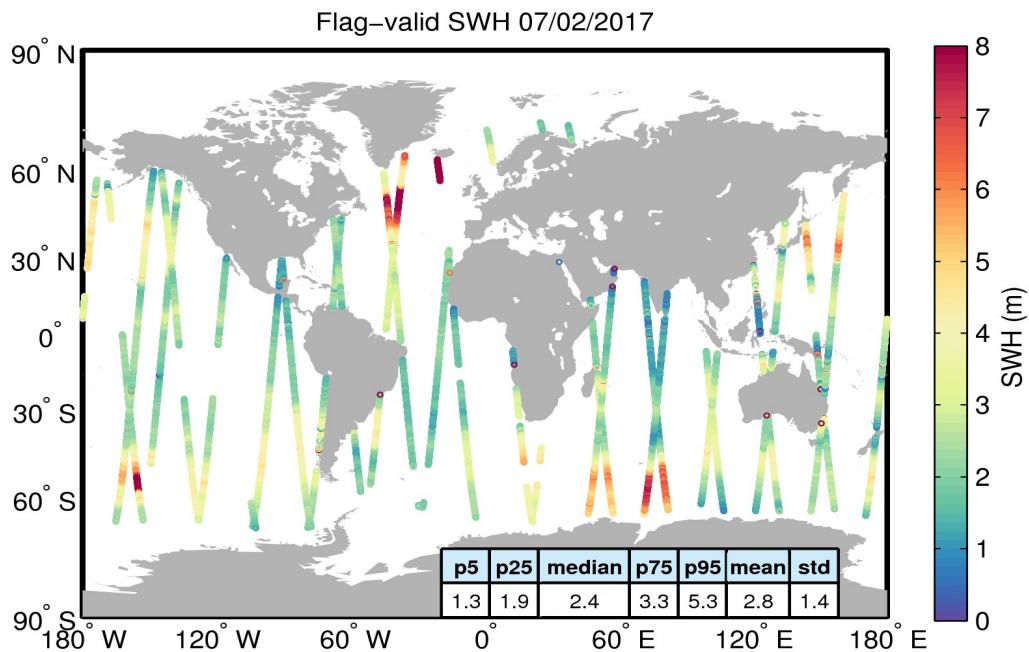 Flag−valid SWH 07/02/2017
90° N
60° N
30° N
0°
30° S
60° S
90° S
180° W
120° W
60° W
0°
60° E
120° E
180° E
8
7
6
5
4
3
2
1
0
SWH (m)
p5 p25 median p75 p95 mean std
1.3 1.9 2.4 3.3 5.3 2.8 1.4